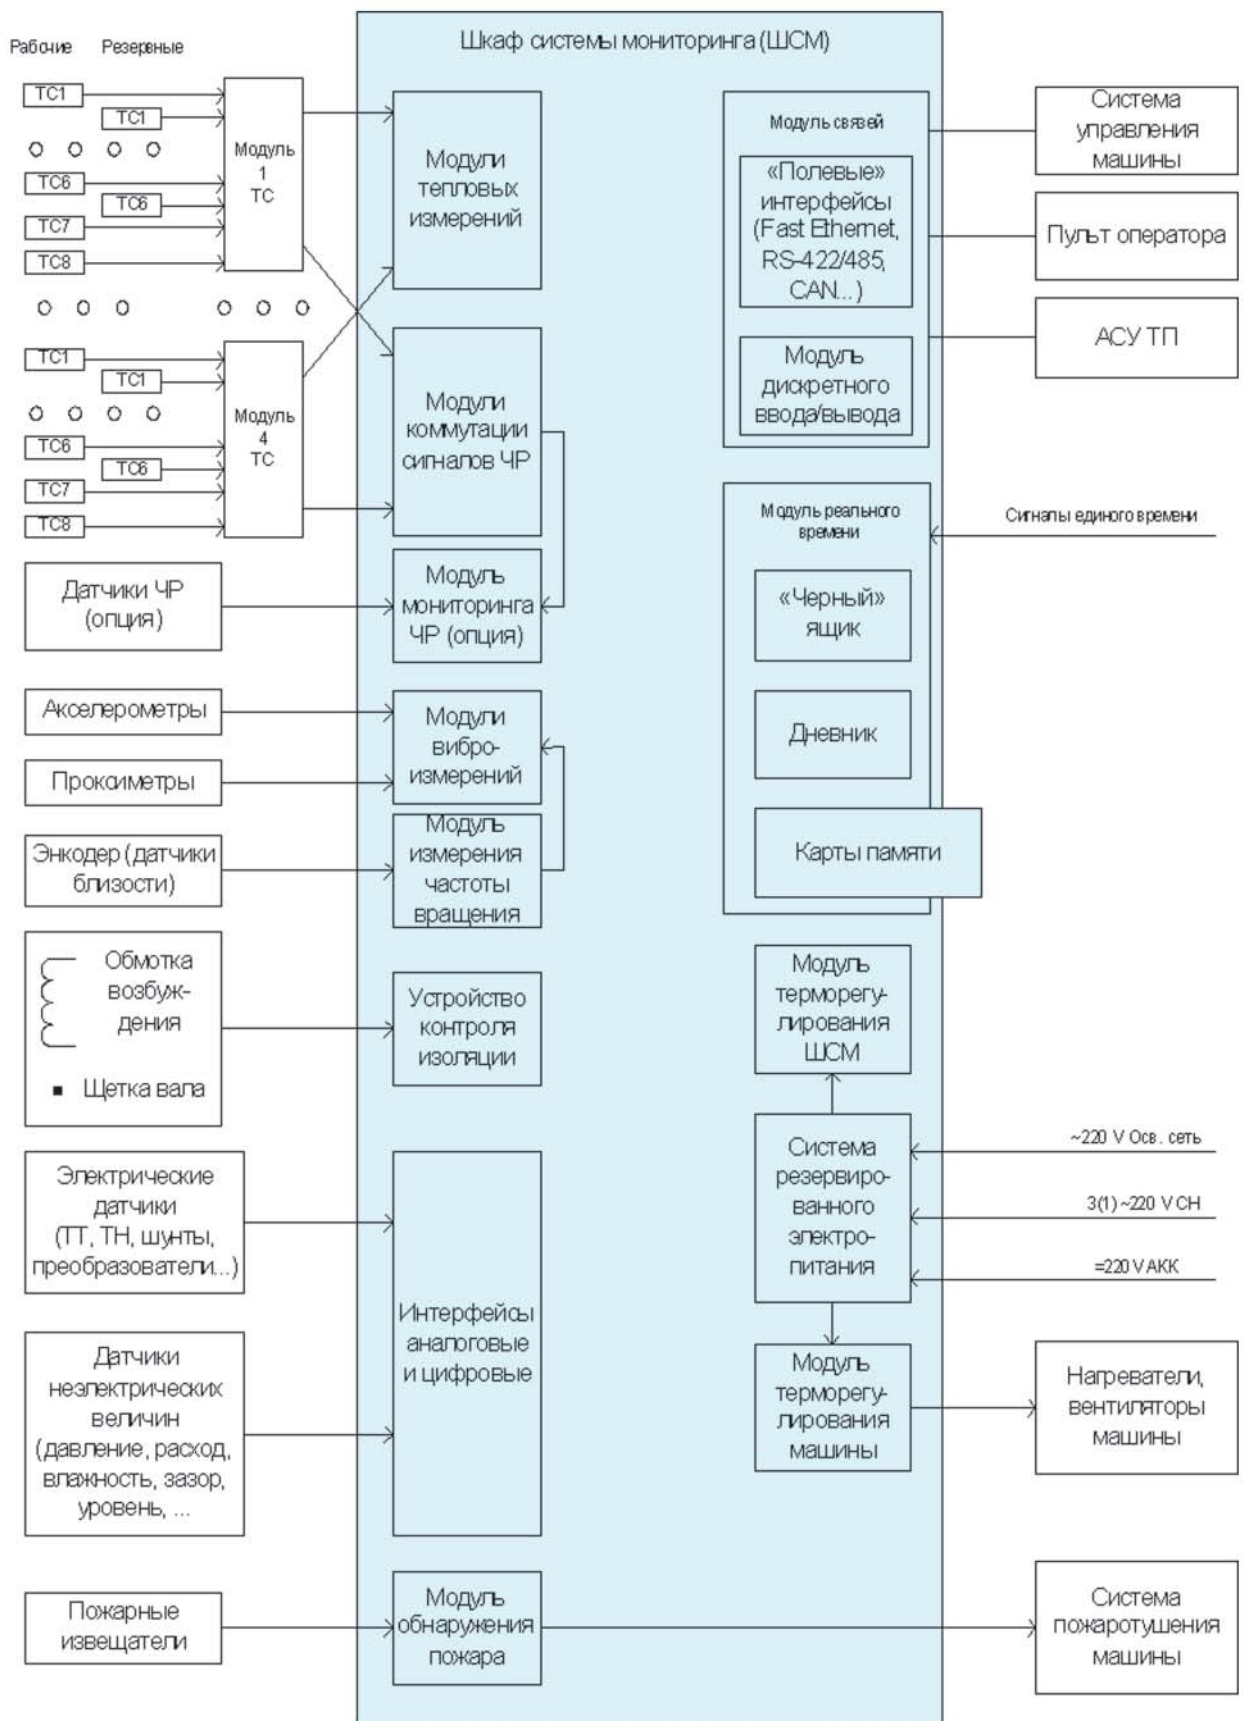 Шкаф системы мониторинга (ШСМ)
Рабочие
Резервные
ТС1
ТС1
ТС6
ТС6
ТС7
ТС8
Модуль
1
ТС
ТС1
ТС1
ТС6
ТС6
ТС7
ТС8
Модуль
4
ТС
Датчики ЧР
(опция)
Акселерометры
Проксиметры
Энкодер (датчики
близости)
Обмотка
возбуж-
дения
Щетка вала
Электрические
датчики
(ТТ, ТН, шунты,
преобразователи...)
Датчики
неэлектрических
величин
(давление, расход,
влажность, зазор,
уровень, ...
Пожарные
извещатели
Модули
тепловых
измерений
Модули
коммутации
сигналов ЧР
Модуль
мониторинга
ЧР (опция)
Модули
вибро-
измерений
Модуль
измерения
частоты
вращения
Устройство
контроля
изоляции
Интерфейсы
аналоговые
и цифровые
Модуль
обнаружения
пожара
Модуль связей
«Полевые»
интерфейсы
(Fast Ethernet,
RS-422/485,
CAN...)
Модуль
дискретного
ввода/вывода
Модуль реального
времени
«Черный»
ящик
Дневник
Карты памяти
Модуль
терморегу-
лирования
ШСМ
Система
резервиро-
ванного
электро-
питания
Модуль
терморегу-
лирования
машины
Система
управления
машины
Пульт оператора
АСУ ТП
Сигналы единого времени
~220 V Осв. сеть
3(1) ~220 V СН
=220 V АКК
Нагреватели,
вентиляторы
машины
Система
пожаротушения
машины